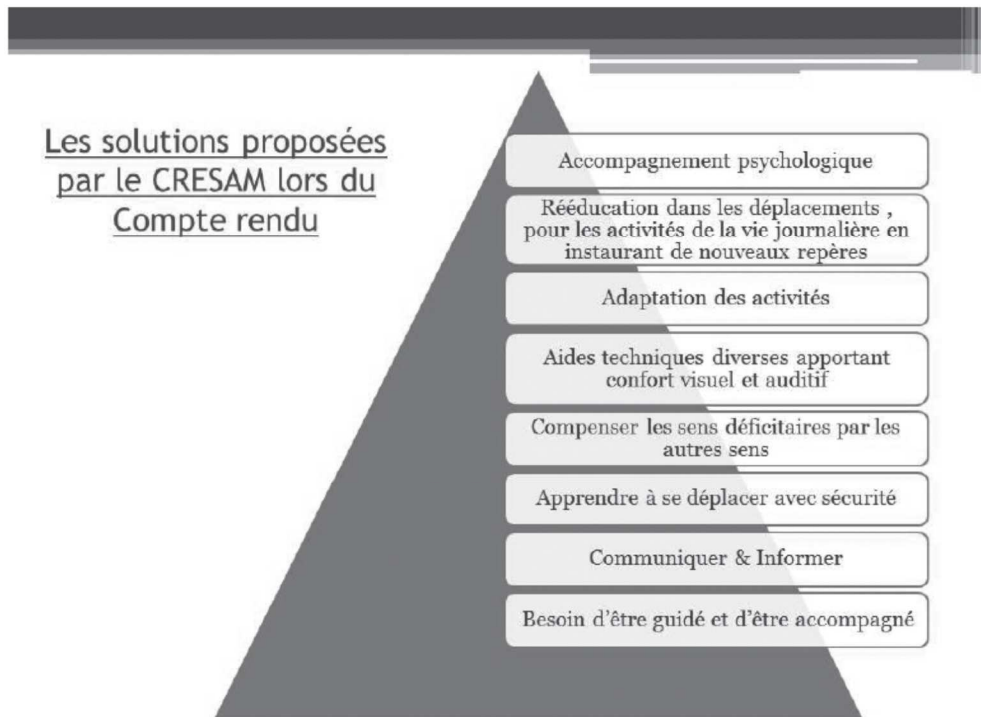 Les solutions proposées
par le CRESAM lors du
Compte rendu
Accompagnement psychologique
Rééducation dans les déplacements ,
pour les activités de la vie journalière en
instaurant de nouveaux repères
Adaptation des activités
Aides techniques diverses apportant
confort visuel et auditif
Compenser les sens déficitaires par les
autres sens
Apprendre à se déplacer avec sécurité
Communiquer & Informer
Besoin d'être guidé et d'être accompagné